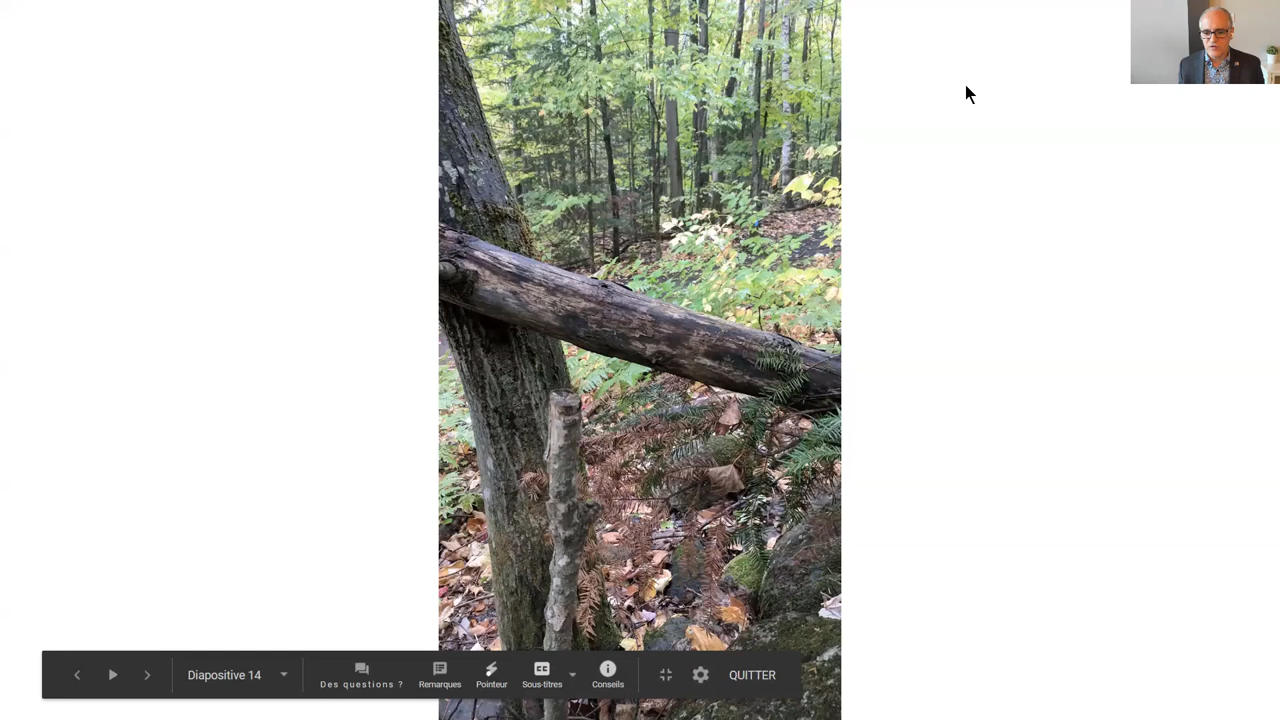 Diapositive 14
Des questions ?
Remarques
Pointeur
Sous-titres
Conseils
QUITTER